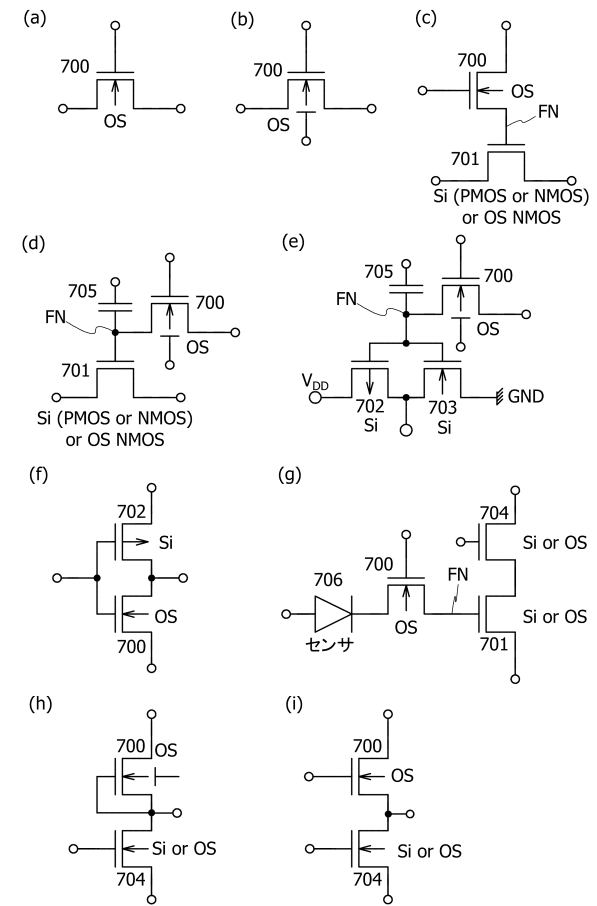 (a)
700
OS
(b)
700
OS
(c)
700
OS
FN
701
Si (PMOS or NMOS)
or OS NMOS
(d)
705
700
FN
OS
701
Si (PMOS or NMOS)
or OS NMOS
(e)
705
700
FN
OS
VDD
GND
702
703
Si
Si
(f)
702
Si
OS
700
(g)
704
Si or OS
700
706
FN
OS
Si or OS
センサ
701
(h)
700
OS
Si or OS
704
(i)
700
OS
Si or OS
704